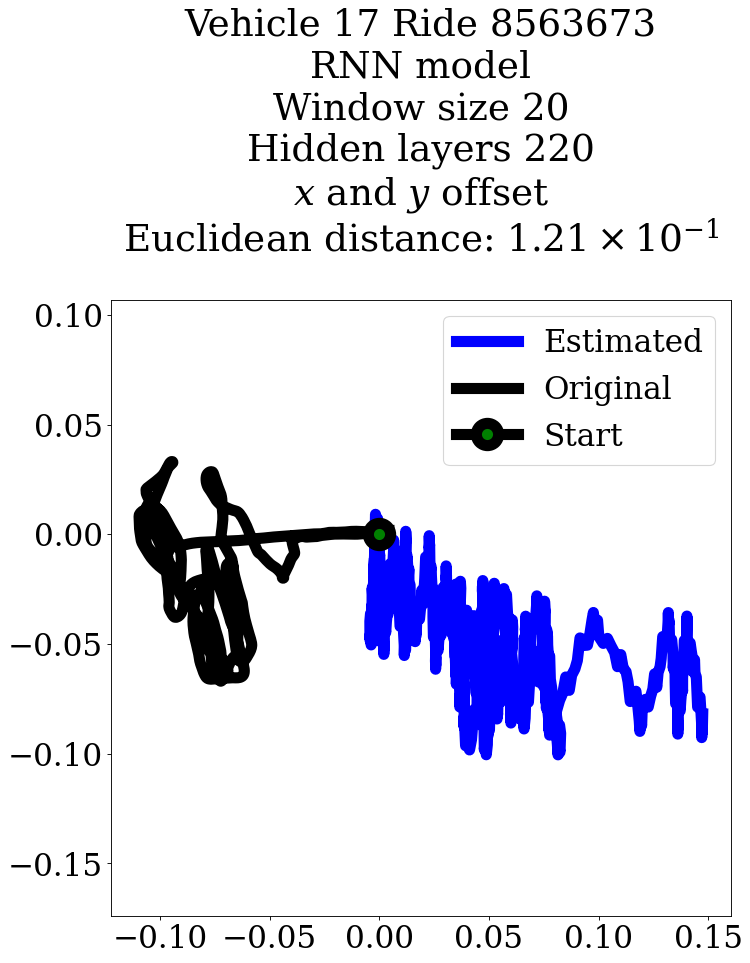 Vehicle 17 Ride 8563673
RNN model
Window size 20
Hidden layers 220
x and y offset
Euclidean distance: 1.21 × 10⁻¹
Estimated
Original
Start
0.10
0.05
0.00
−0.05
−0.10
−0.15
−0.10 −0.05 0.00 0.05 0.10 0.15